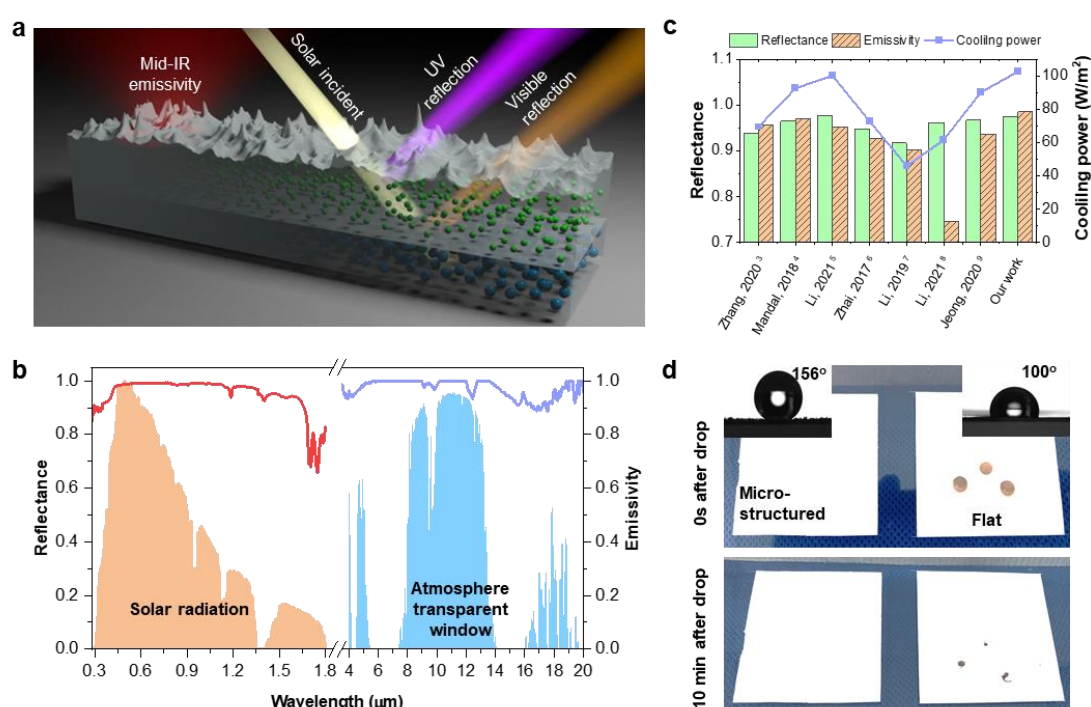 a
Mid-IR
emissivity
Solar incident
UV
reflection
Visible
reflection
c
Reflectance
Emissivity
Cooliing power
1.1
1.0
0.9
0.8
0.7
Reflectance
100
80
60
40
20
0
Cooliing power (W/m²)
Zhang, 2020 ³
Mandal, 2018 ⁴
Li, 2021 ⁵
Zhai, 2017 ⁶
Li, 2019 ⁷
Li, 2021 ⁸
Jeong, 2020 ⁹
Our work
b
1.0
0.8
0.6
0.4
0.2
0.0
Reflectance
Solar radiation
Atmosphere
transparent
window
1.0
0.8
0.6
0.4
0.2
0.0
Emissivity
0.3 0.6 0.9 1.2 1.5 1.8 4 6 8 10 12 14 16 18 20
Wavelength (μm)
d
0s after drop
156°
100°
Micro-
structured
Flat
10 min after drop